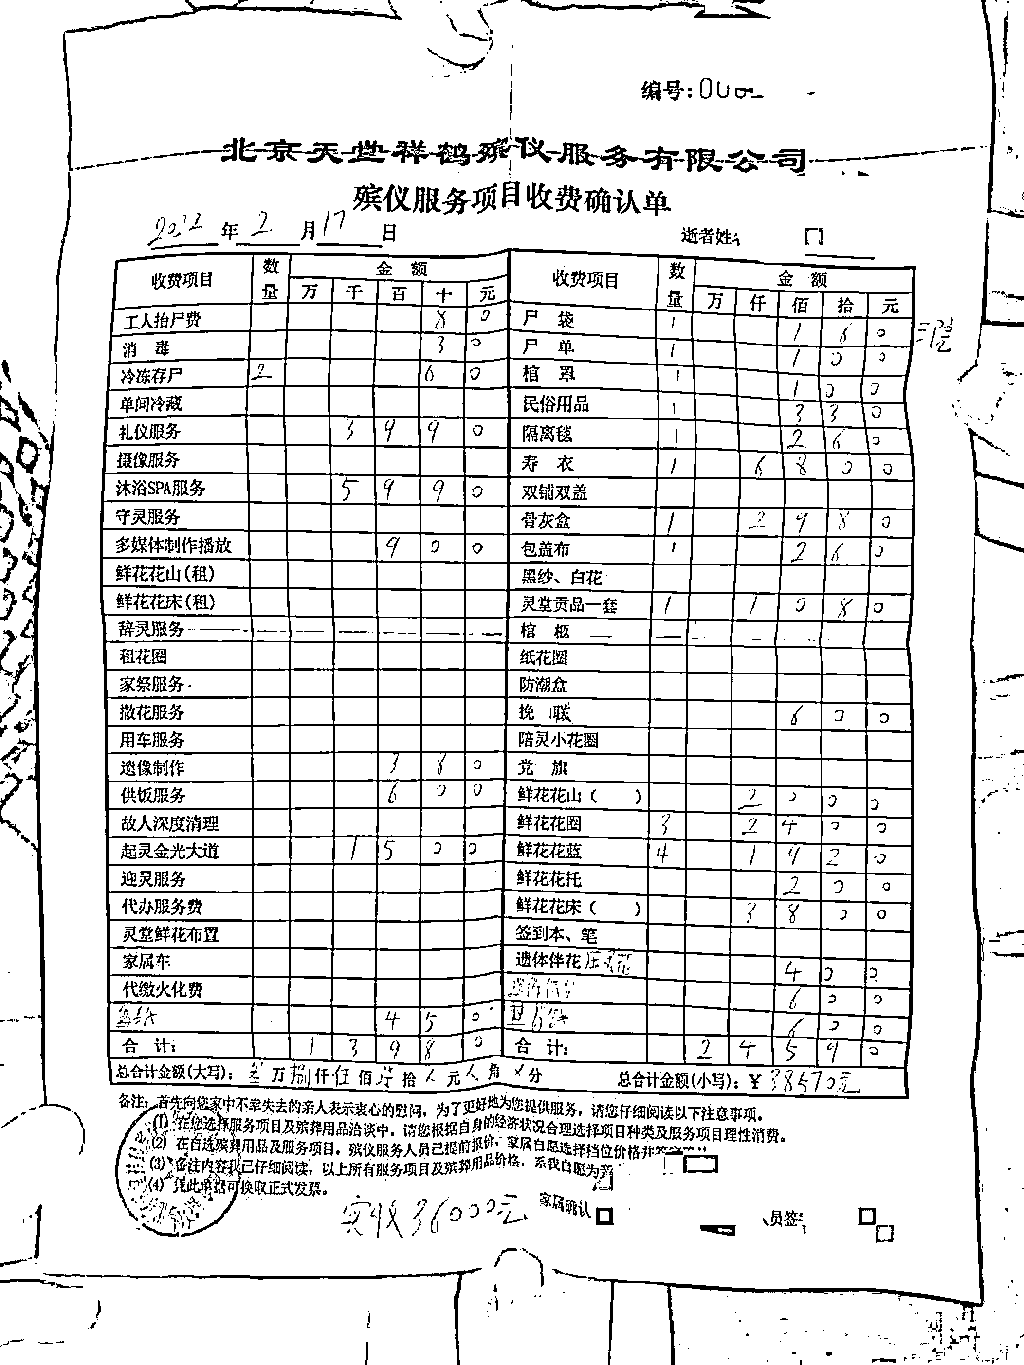 编号:00
北京天堂祥鹤殡仪服务有限公司
殡仪服务项目收费确认单
2022年2月17日 逝者姓
收费项目 数量 金额 收费项目 数量 金额
万 千 百 十 元 万 仟 佰 拾 元
工人抬尸费 8 0 尸袋 1 1 6 0
消毒 3 0 尸单 1 1 0 0
冷冻存尸 2 6 0 棺罩 1 1 0 0
单间冷藏 民俗用品 1 3 3 0
礼仪服务 3 9 9 0 隔离毯 1 2 6 0
摄像服务 寿衣 1 6 8 0 0
沐浴SPA服务 5 9 9 0 双铺双盖
守灵服务 骨灰盒 1 2 9 8 0
多媒体制作播放 9 0 0 包盖布 1 2 6 0
鲜花花山(租) 黑纱、白花
鲜花花床(租) 灵堂贡品一套 1 1 0 8 0
辞灵服务 棺柩
租花圈 纸花圈
家祭服务 防潮盒
撒花服务 挽联 6 0 0
用车服务 陪灵小花圈
遗像制作 3 8 0 党旗
供饭服务 6 0 0 鲜花花山( ) 2 0 0 0
故人深度清理 鲜花花圈 3 2 4 0 0
起灵金光大道 1 5 0 0 鲜花花蓝 4 1 9 2 0
迎灵服务 鲜花花托 2 0 0
代办服务费 鲜花花床( ) 3 8 0 0
灵堂鲜花布置 签到本、笔
家属车 遗体伴花 4 0 0
代缴火化费 6 0 0
4 5 0 6 0 0
合计: 1 3 9 8 0 合计: 2 4 5 9 0
总合计金额(大写): 万捌仟伍佰柒拾 元 角 分 总合计金额(小写):¥38570元
备注:首先向您家中不幸失去的亲人表示衷心的慰问,为了更好地为您提供服务,请您仔细阅读以下注意事项。
(1) 在您选择服务项目及殡葬用品洽谈中,请您根据自身的经济状况合理选择项目种类及服务项目理性消费。
(2) 在自选殡葬用品及服务项目。殡仪服务人员已提前报价,家属自愿选择档位价格并
(3) 备注内容我已仔细阅读,以上所有服务项目及殡葬用品价格,系我自愿为
(4) 凭此单据可换取正式发票。
实收36000元 家属确认 员签